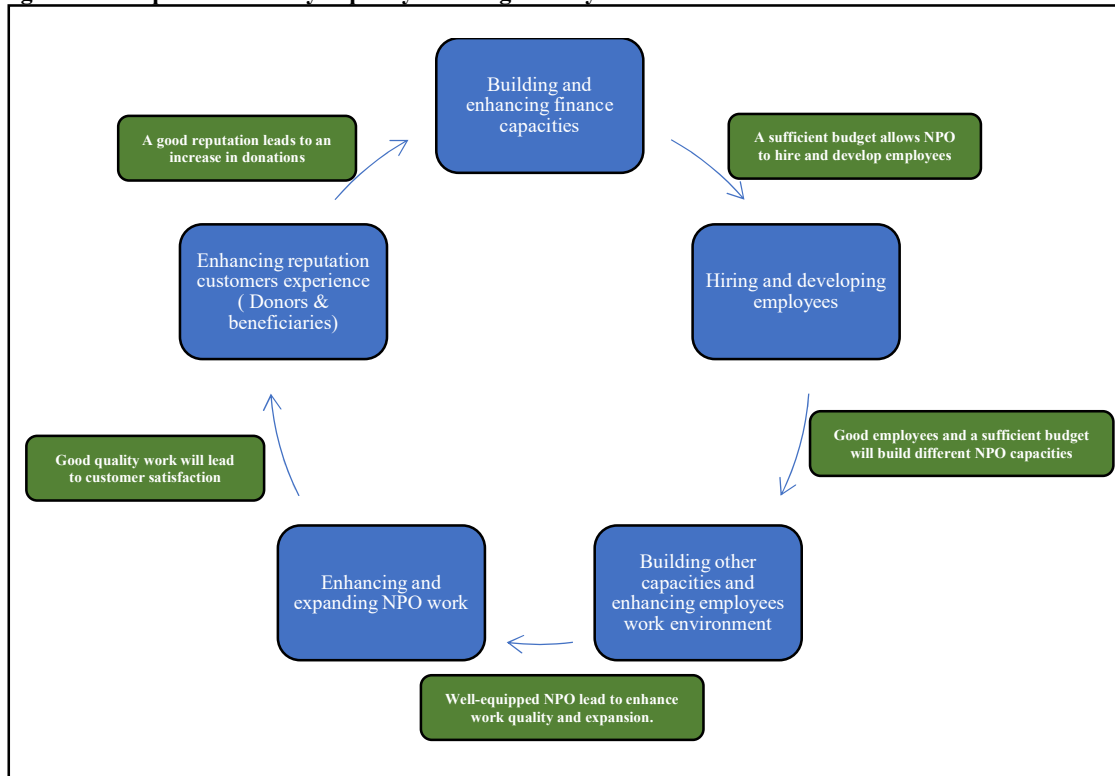 Building and
enhancing finance
capacities
A good reputation leads to an
increase in donations
A sufficient budget allows NPO
to hire and develop employees
Enhancing reputation
customers experience
( Donors &
beneficiaries)
Hiring and developing
employees
Good employees and a sufficient budget
will build different NPO capacities
Good quality work will lead
to customer satisfaction
Enhancing and
expanding NPO work
Building other
capacities and
enhancing employees
work environment
Well-equipped NPO lead to enhance
work quality and expansion.